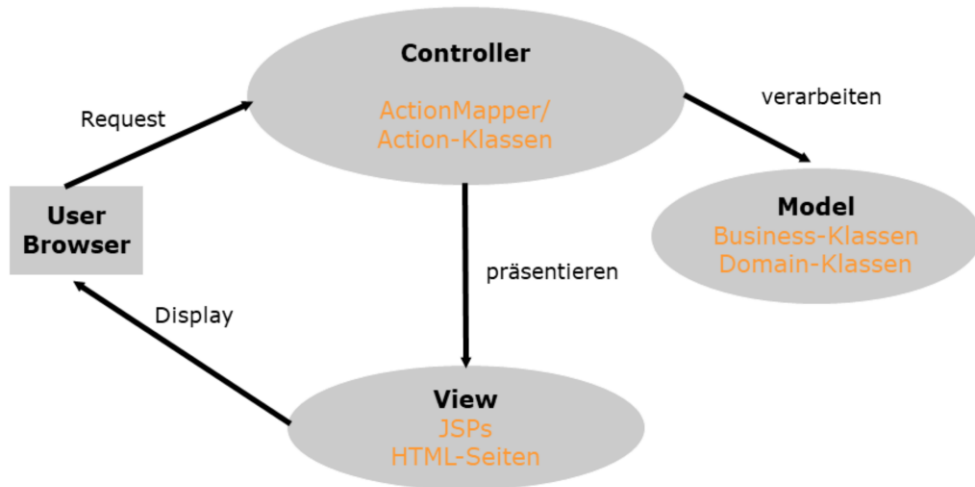 Controller
ActionMapper/
Action-Klassen
Request
verarbeiten
User
Browser
Model
Business-Klassen
Domain-Klassen
präsentieren
Display
View
JSPs
HTML-Seiten